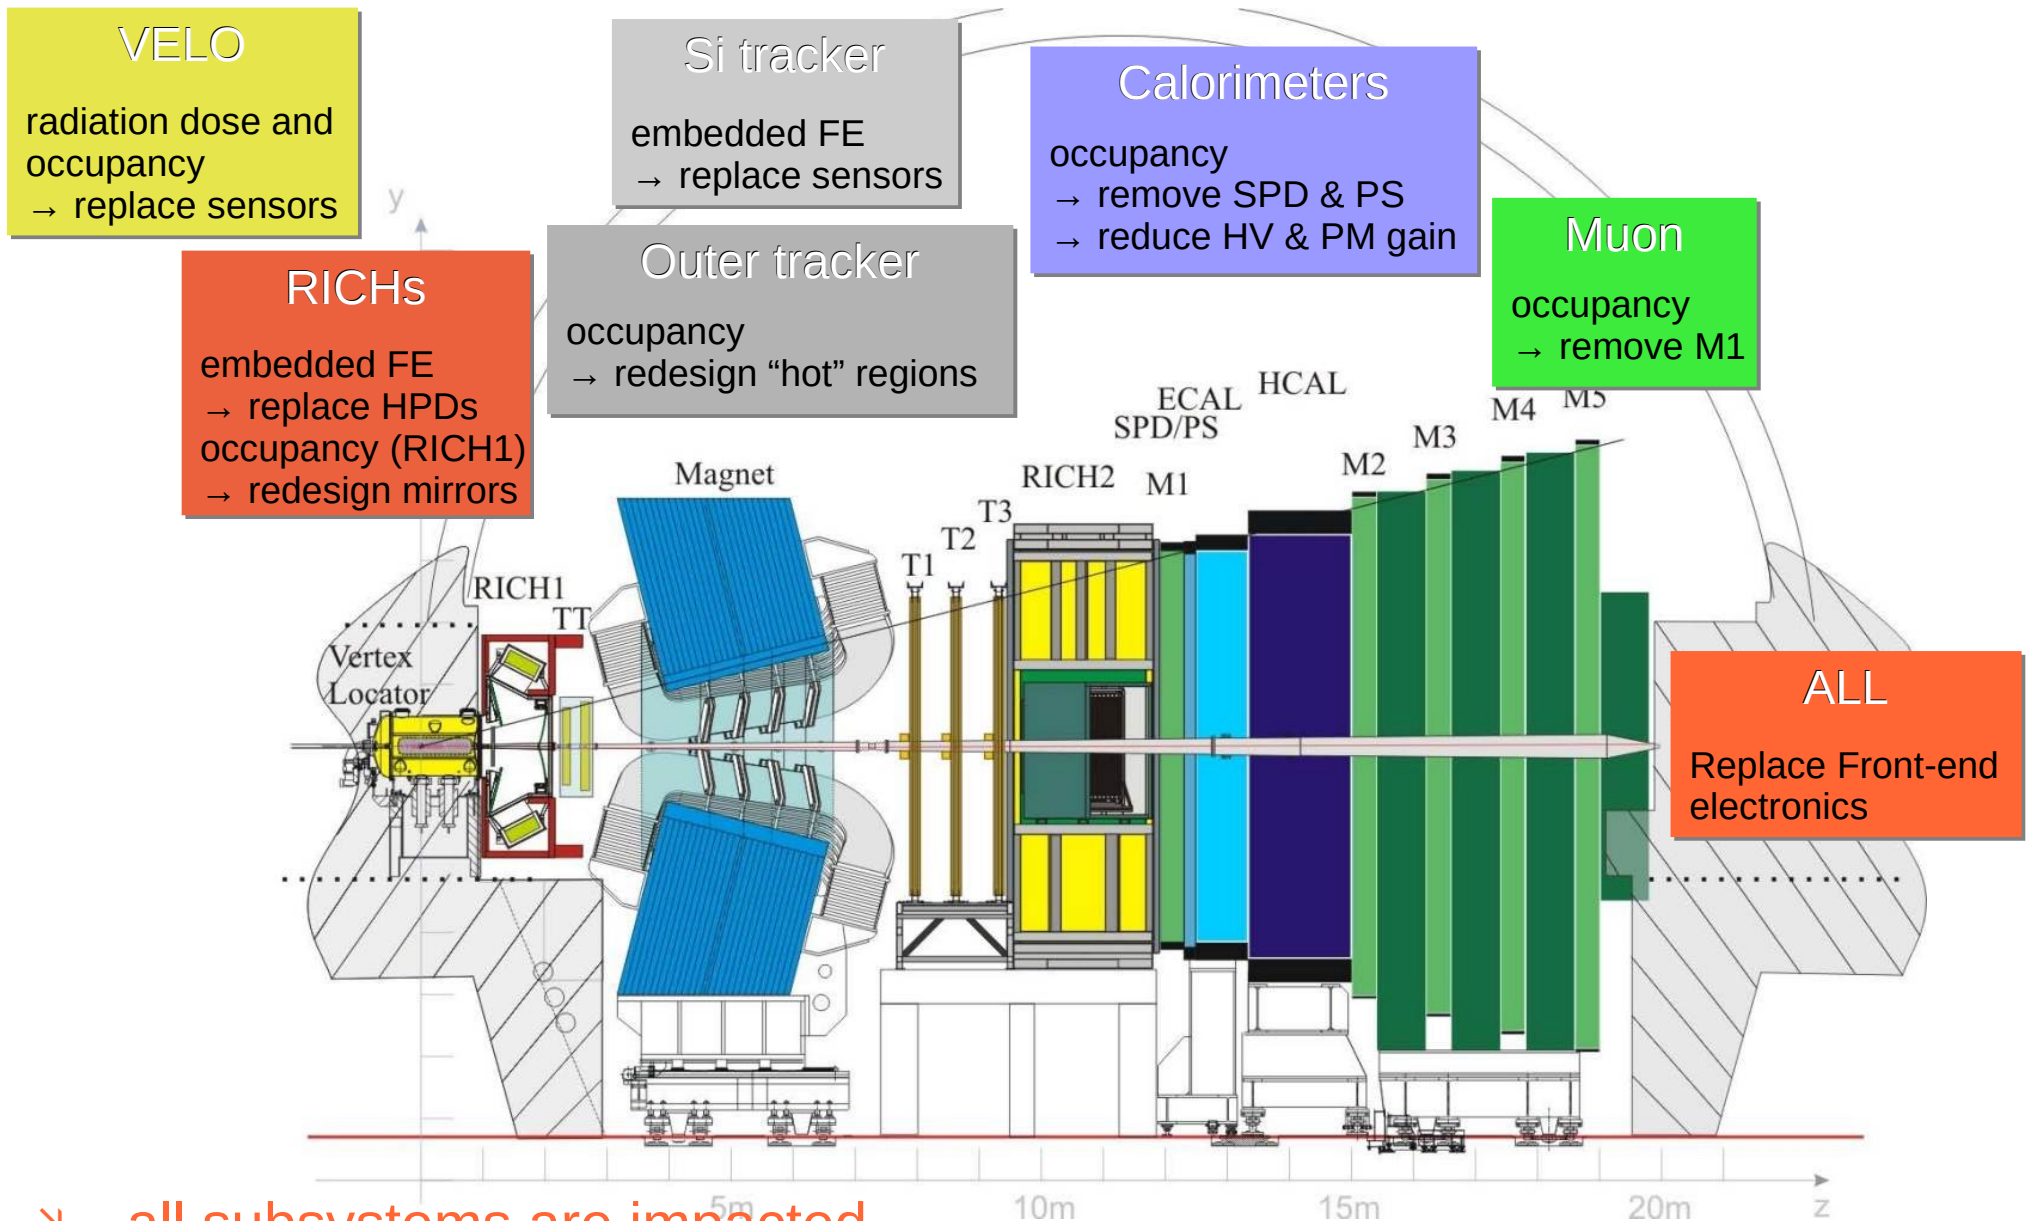 VELO
radiation dose and
occupancy
→ replace sensors
Si tracker
embedded FE
→ replace sensors
Calorimeters
occupancy
→ remove SPD & PS
→ reduce HV & PM gain
Muon
occupancy
→ remove M1
RICHs
embedded FE
→ replace HPDs
occupancy (RICH1)
→ redesign mirrors
Outer tracker
occupancy
→ redesign “hot” regions
y
Magnet
T1
T2
T3
RICH2
M1
SPD/PS
ECAL
HCAL
M2
M3
M4
M5
RICH1
TT
Vertex
Locator
ALL
Replace Front-end
electronics
5m
10m
15m
20m
z
all subsystems are impacted